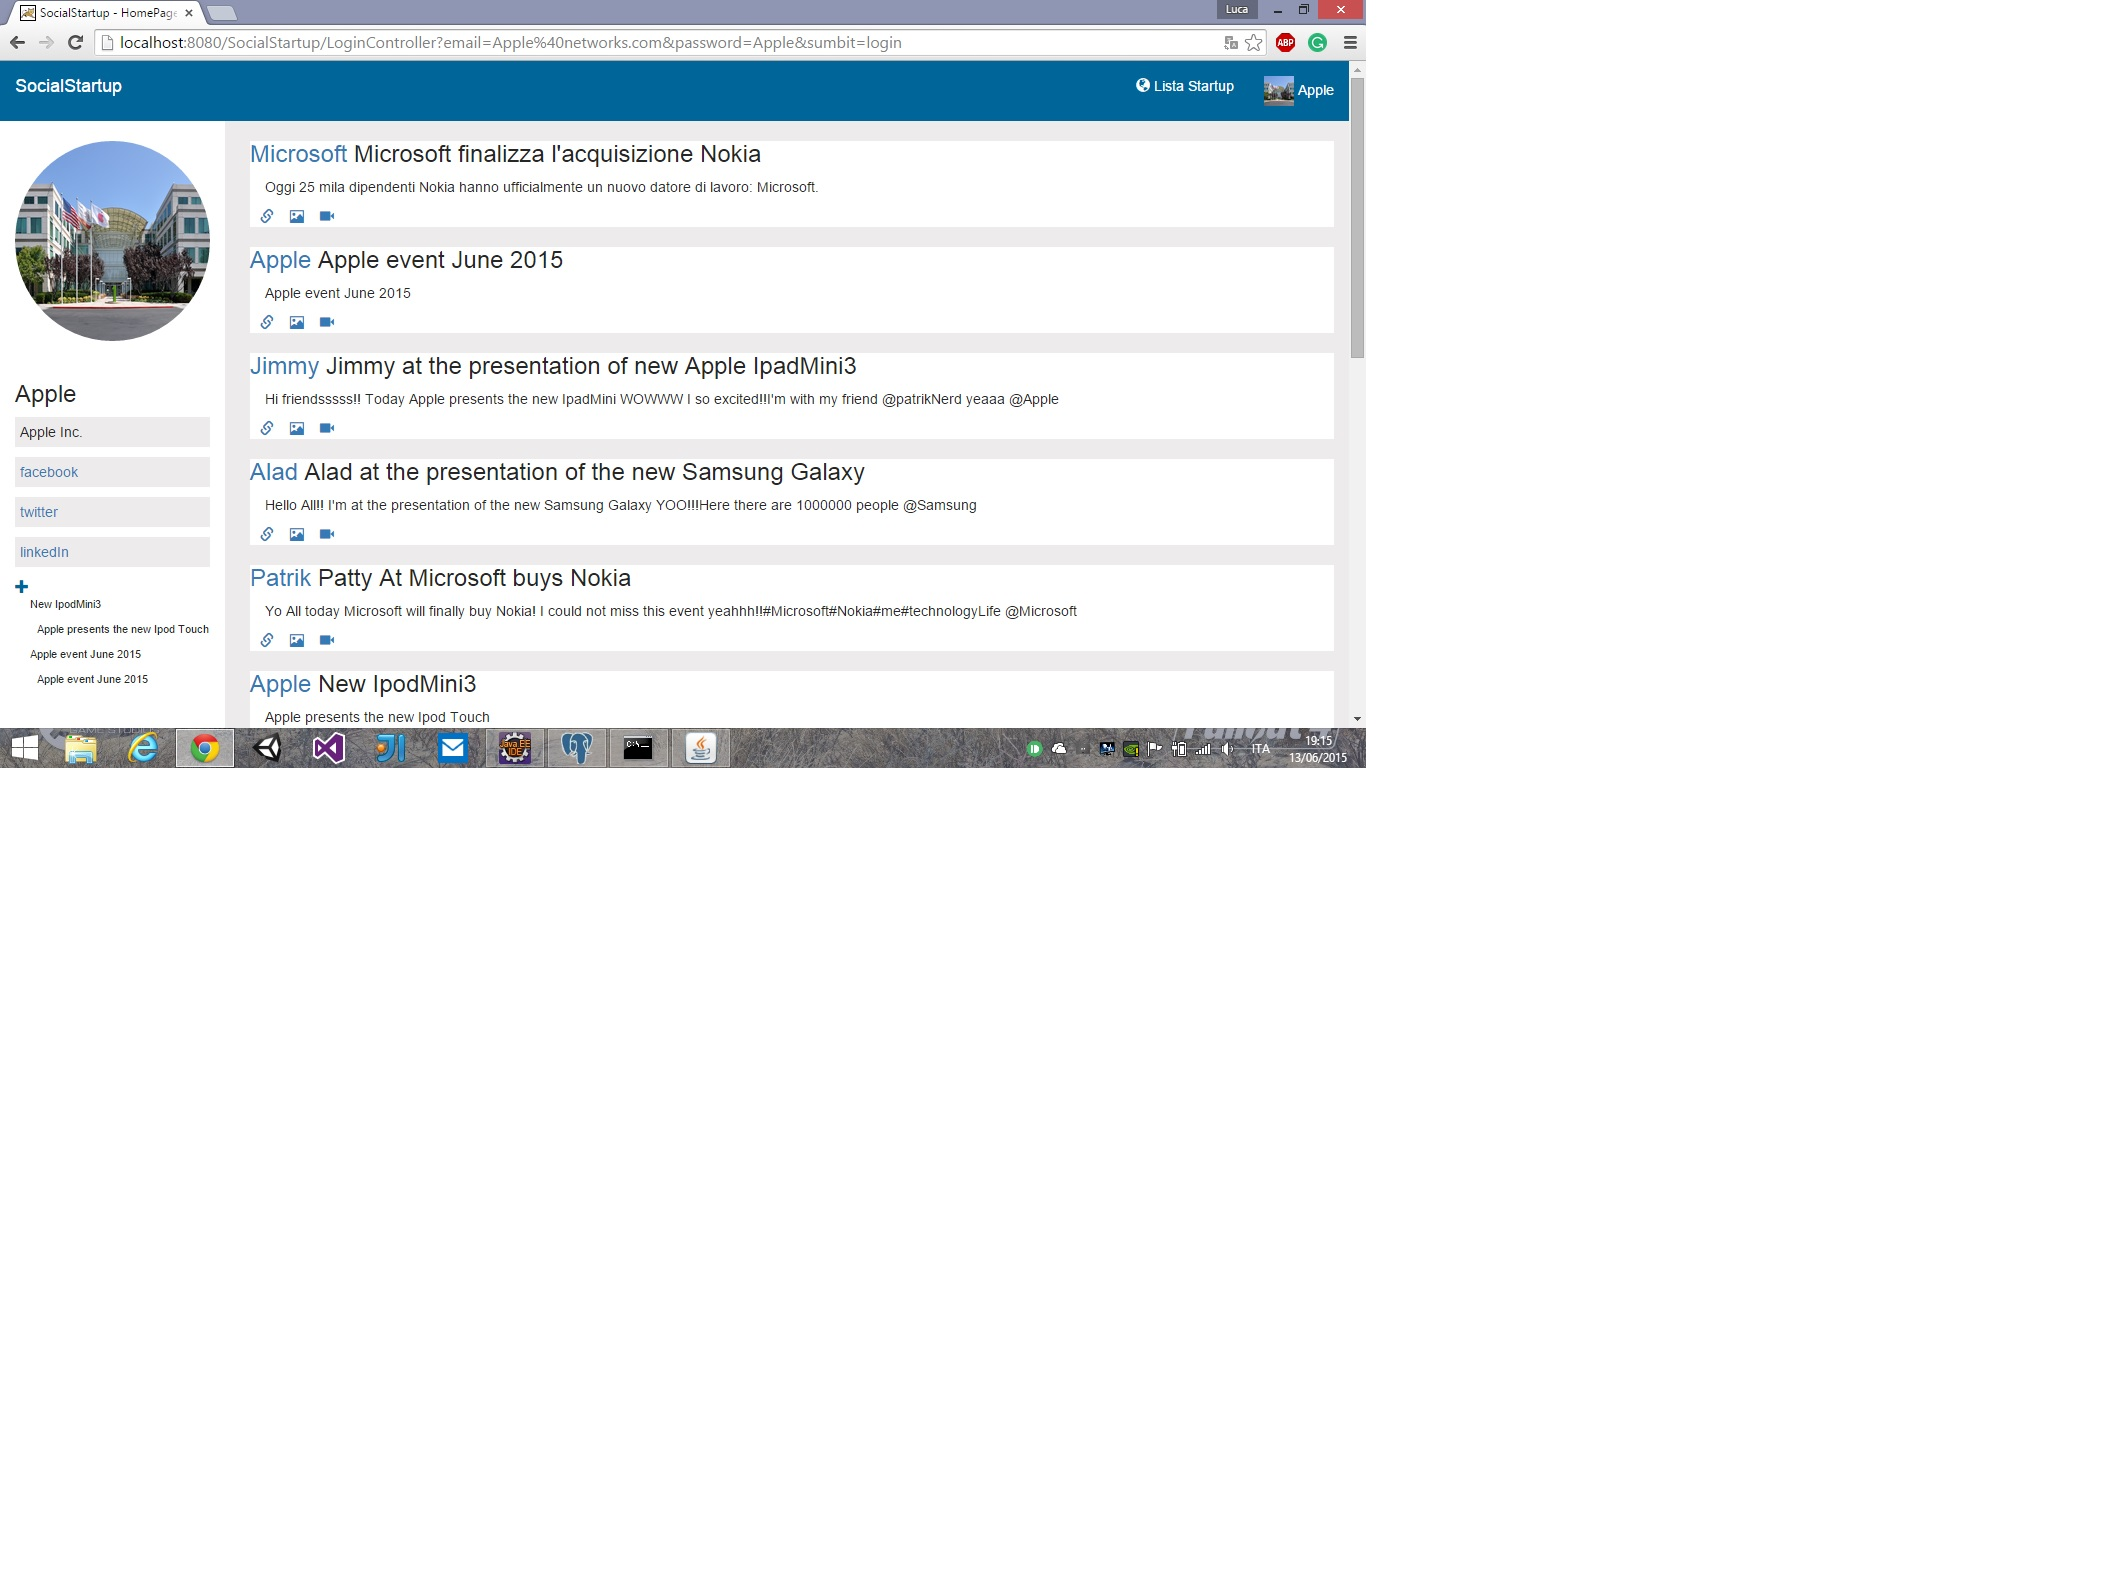 SocialStartup - HomePage
Luca
localhost:8080/SocialStartup/LoginController?email=Apple%40networks.com&password=Apple&sumbit=login
ABP
SocialStartup
Lista Startup
Apple
Apple
Apple Inc.
facebook
twitter
linkedIn
New IpodMini3
Apple presents the new Ipod Touch
Apple event June 2015
Apple event June 2015
Microsoft Microsoft finalizza l'acquisizione Nokia
Oggi 25 mila dipendenti Nokia hanno ufficialmente un nuovo datore di lavoro: Microsoft.
Apple Apple event June 2015
Apple event June 2015
Jimmy Jimmy at the presentation of new Apple IpadMini3
Hi friendsssss!! Today Apple presents the new IpadMini WOWWW I so excited!!I'm with my friend @patrikNerd yeaaa @Apple
Alad Alad at the presentation of the new Samsung Galaxy
Hello All!! I'm at the presentation of the new Samsung Galaxy YOO!!!Here there are 1000000 people @Samsung
Patrik Patty At Microsoft buys Nokia
Yo All today Microsoft will finally buy Nokia! I could not miss this event yeahhh!!#Microsoft#Nokia#me#technologyLife @Microsoft
Apple New IpodMini3
Apple presents the new Ipod Touch
Java EE
IDE
ITA
19:15
13/06/2015